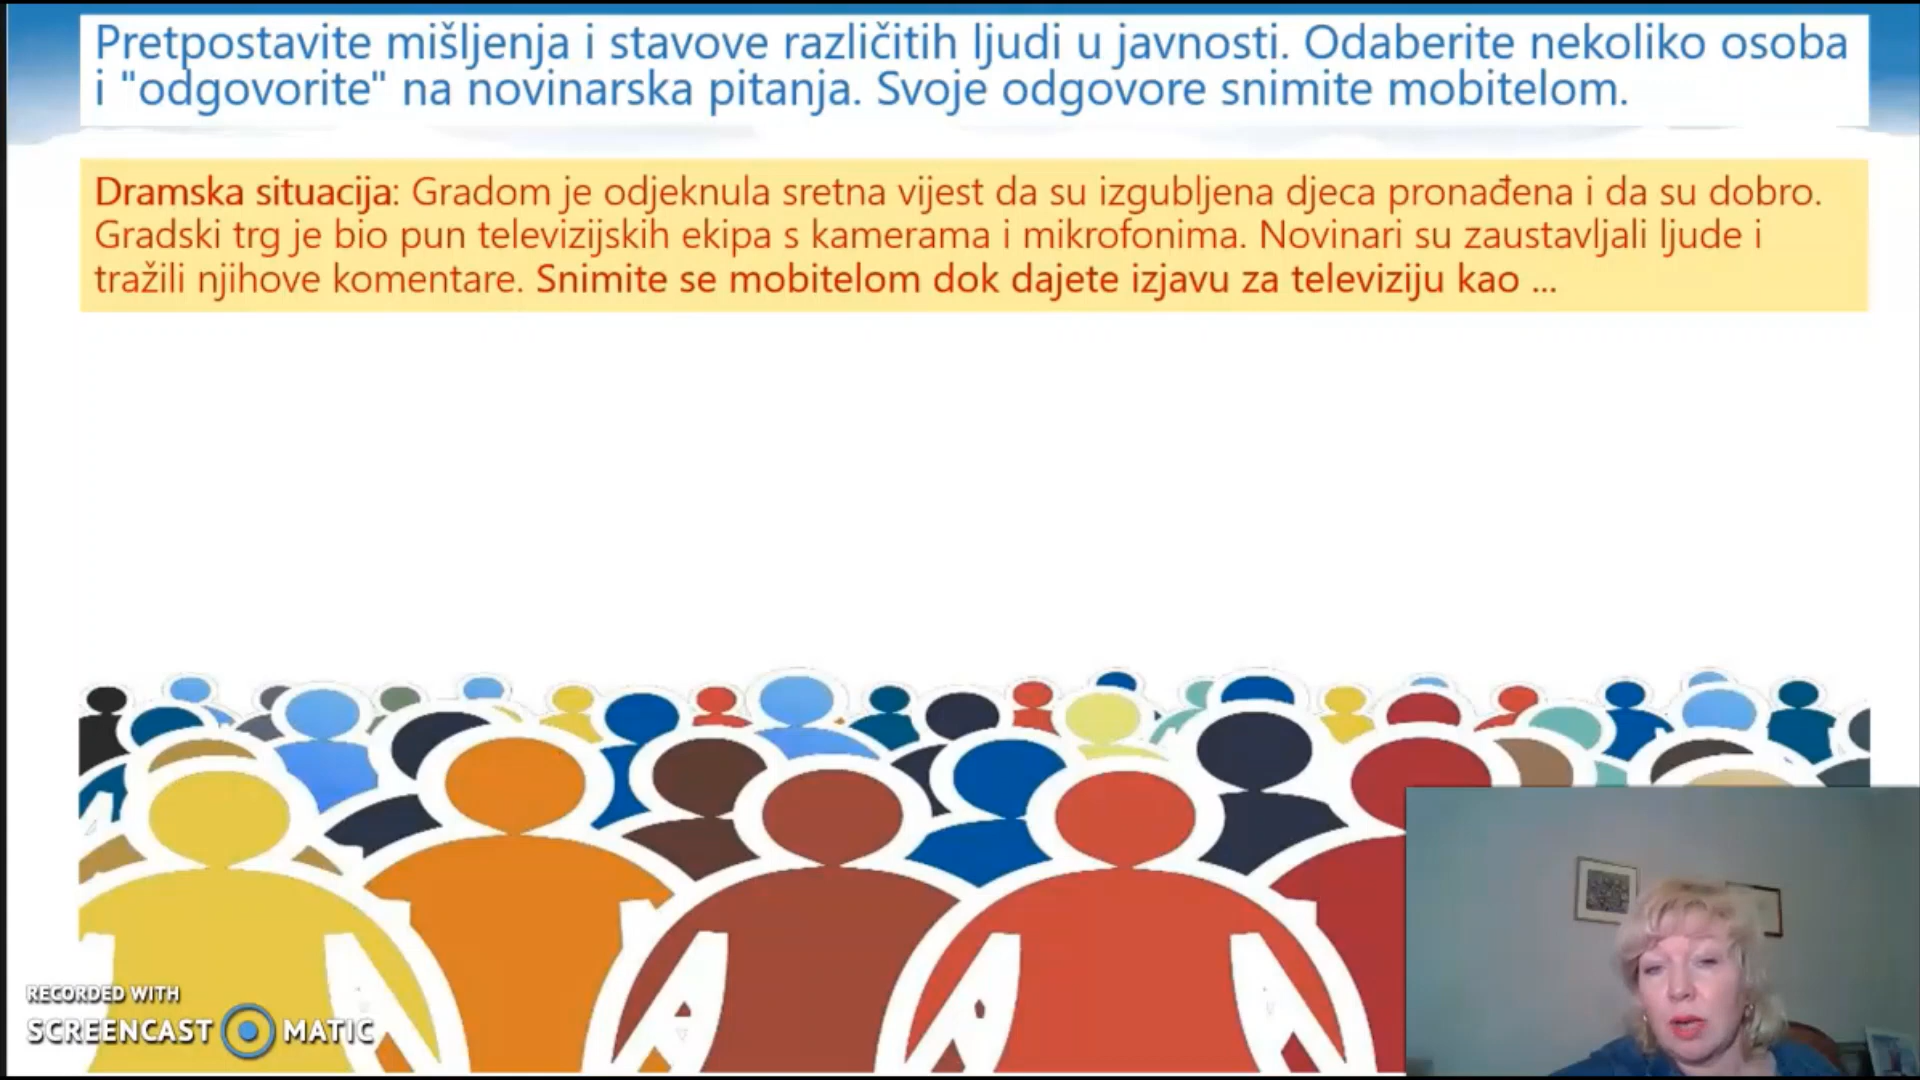 Pretpostavite mišljenja i stavove različitih ljudi u javnosti. Odaberite nekoliko osoba
i "odgovorite" na novinarska pitanja. Svoje odgovore snimite mobitelom.
Dramska situacija: Gradom je odjeknula sretna vijest da su izgubljena djeca pronađena i da su dobro.
Gradski trg je bio pun televizijskih ekipa s kamerama i mikrofonima. Novinari su zaustavljali ljude i
tražili njihove komentare. Snimite se mobitelom dok dajete izjavu za televiziju kao ...
RECORDED WITH
SCREENCAST MATIC